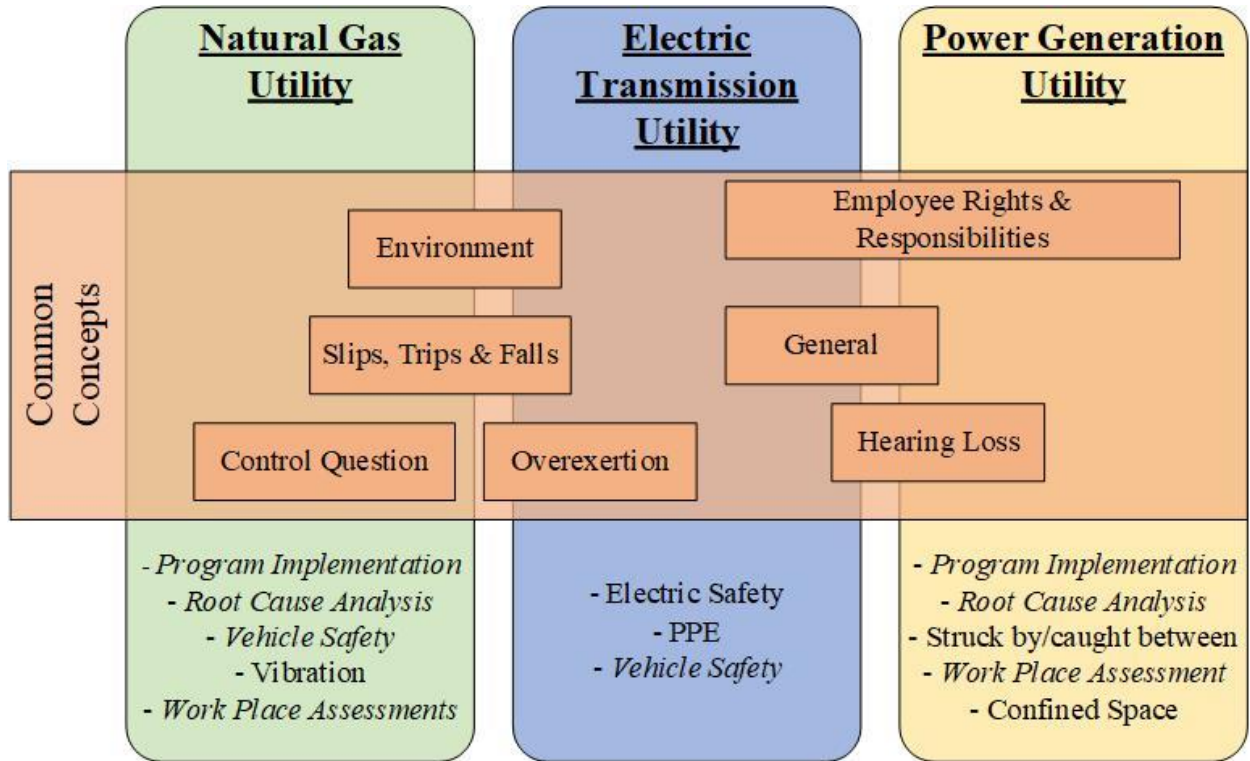 Natural Gas
Utility
Electric
Transmission
Utility
Power Generation
Utility
Common
Concepts
Environment
Employee Rights &
Responsibilities
Slips, Trips & Falls
General
Control Question
Overexertion
Hearing Loss
- Program Implementation
- Root Cause Analysis
- Vehicle Safety
- Vibration
- Work Place Assessments
- Electric Safety
- PPE
- Vehicle Safety
- Program Implementation
- Root Cause Analysis
- Struck by/caught between
- Work Place Assessment
- Confined Space